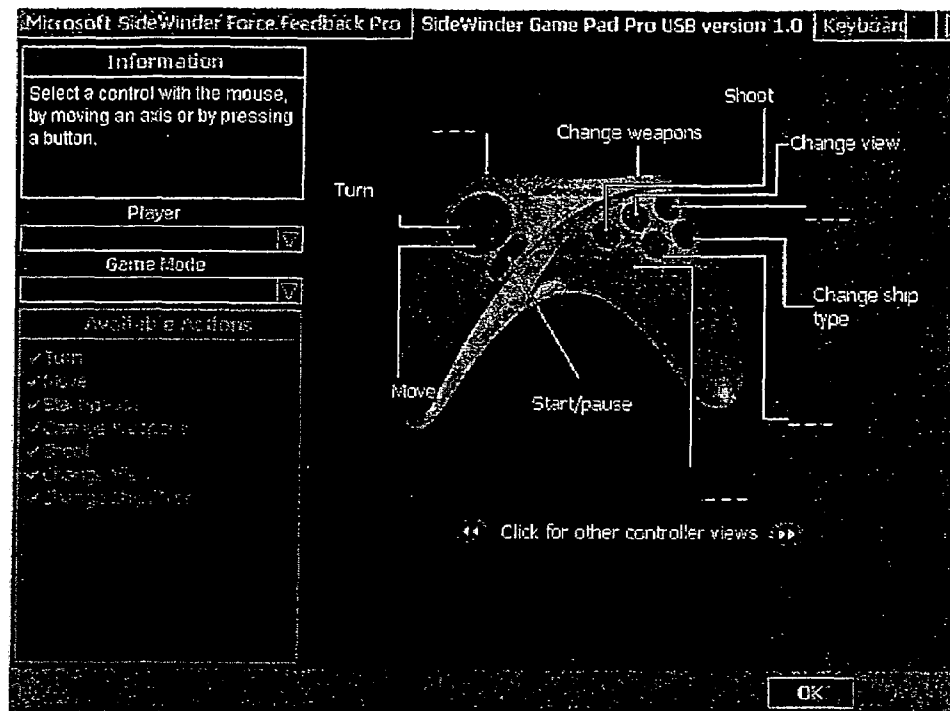 Microsoft SideWinder Force Feedback Pro
SideWinder Game Pad Pro USB version 1.0
Keyboard
Information
Select a control with the mouse,
by moving an axis or by pressing
a button.
Player
Game Mode
Available Actions
Turn
Move
Start/pause
Change weapons
Shoot
Change view
Change ship type
Shoot
Change weapons
Change view
----
Turn
----
Change ship
type
Move
Start/pause
----
----
Click for other controller views
OK